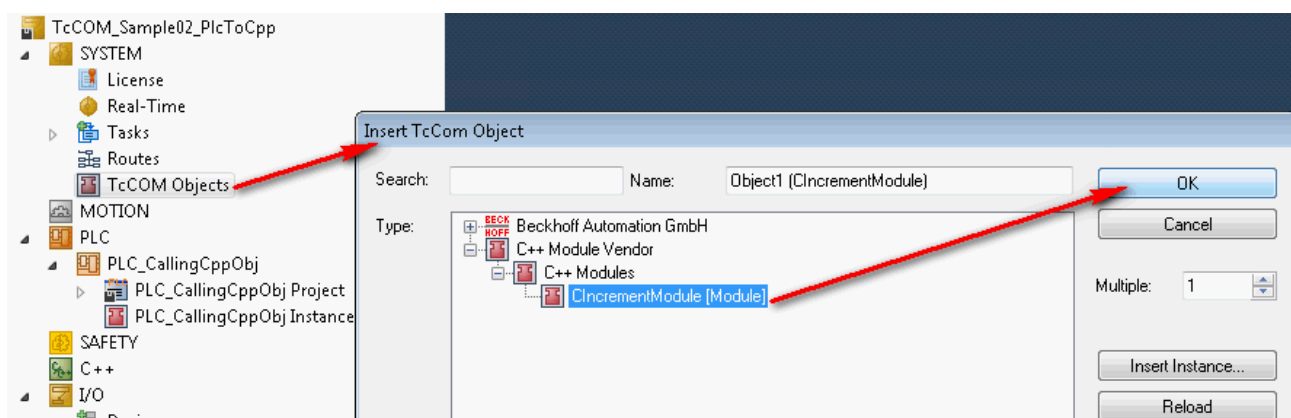 TcCOM_Sample02_PlcToCpp
SYSTEM
License
Real-Time
Tasks
Routes
TcCOM Objects
MOTION
PLC
PLC_CallingCppObj
PLC_CallingCppObj Project
PLC_CallingCppObj Instance
SAFETY
C++
I/O
Insert TcCom Object
Search:
Name: Object1 (CIncrementModule)
OK
Type:
BECK
HOFF
Beckhoff Automation GmbH
Cancel
C++ Module Vendor
C++ Modules
CIncrementModule [Module]
Multiple: 1
Insert Instance...
Reload